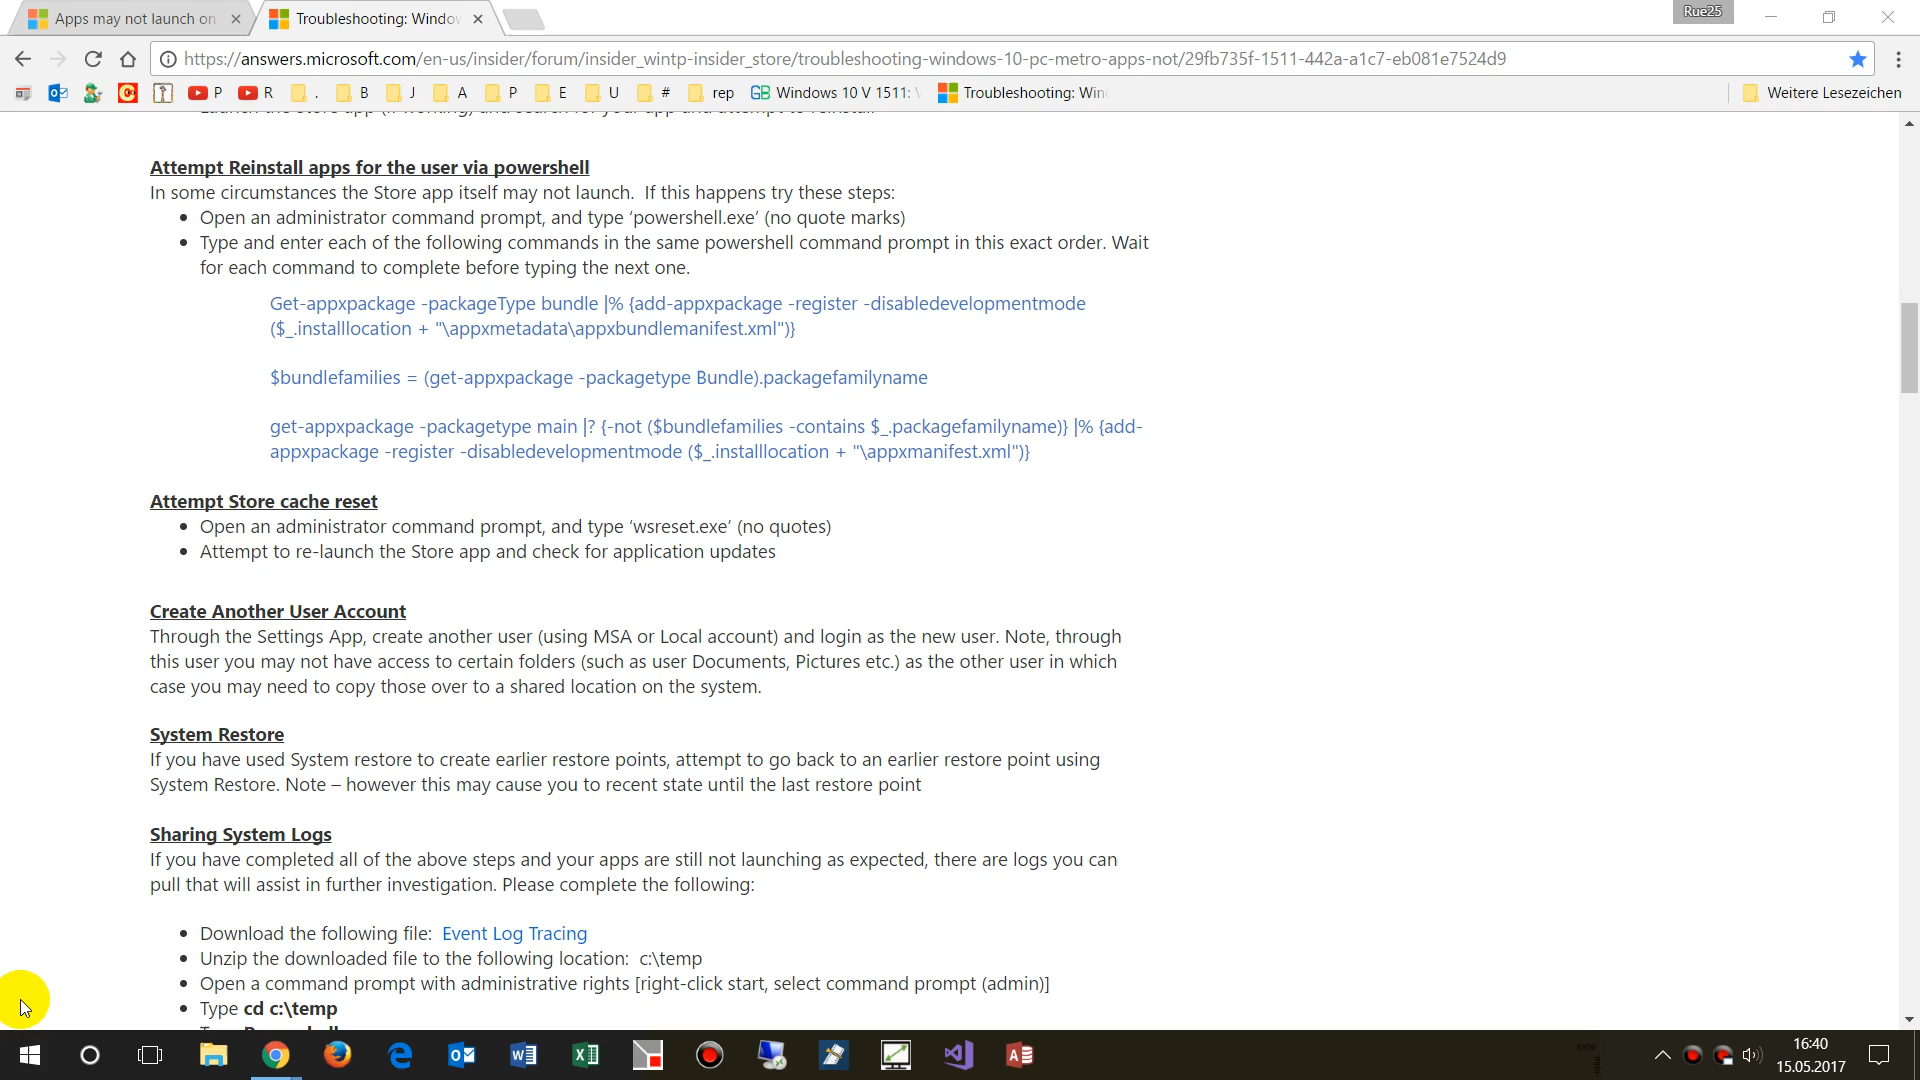 Apps may not launch on
Troubleshooting: Windo
Rue25
https://answers.microsoft.com/en-us/insider/forum/insider_wintp-insider_store/troubleshooting-windows-10-pc-metro-apps-not/29fb735f-1511-442a-a1c7-eb081e7524d9
P R . B J A P E U # rep GB Windows 10 V 1511: Troubleshooting: Win Weitere Lesezeichen
Launch the Store app (if working) and search for your app and attempt to reinstall
Attempt Reinstall apps for the user via powershell
In some circumstances the Store app itself may not launch.  If this happens try these steps:
• Open an administrator command prompt, and type ‘powershell.exe’ (no quote marks)
• Type and enter each of the following commands in the same powershell command prompt in this exact order. Wait
for each command to complete before typing the next one.
Get-appxpackage -packageType bundle |% {add-appxpackage -register -disabledevelopmentmode
($_.installlocation + "\appxmetadata\appxbundlemanifest.xml")}
$bundlefamilies = (get-appxpackage -packagetype Bundle).packagefamilyname
get-appxpackage -packagetype main |? {-not ($bundlefamilies -contains $_.packagefamilyname)} |% {add-
appxpackage -register -disabledevelopmentmode ($_.installlocation + "\appxmanifest.xml")}
Attempt Store cache reset
• Open an administrator command prompt, and type ‘wsreset.exe’ (no quotes)
• Attempt to re-launch the Store app and check for application updates
Create Another User Account
Through the Settings App, create another user (using MSA or Local account) and login as the new user. Note, through
this user you may not have access to certain folders (such as user Documents, Pictures etc.) as the other user in which
case you may need to copy those over to a shared location on the system.
System Restore
If you have used System restore to create earlier restore points, attempt to go back to an earlier restore point using
System Restore. Note – however this may cause you to recent state until the last restore point
Sharing System Logs
If you have completed all of the above steps and your apps are still not launching as expected, there are logs you can
pull that will assist in further investigation. Please complete the following:
• Download the following file:  Event Log Tracing
• Unzip the downloaded file to the following location:  c:\temp
• Open a command prompt with administrative rights [right-click start, select command prompt (admin)]
• Type cd c:\temp
16:40
15.05.2017